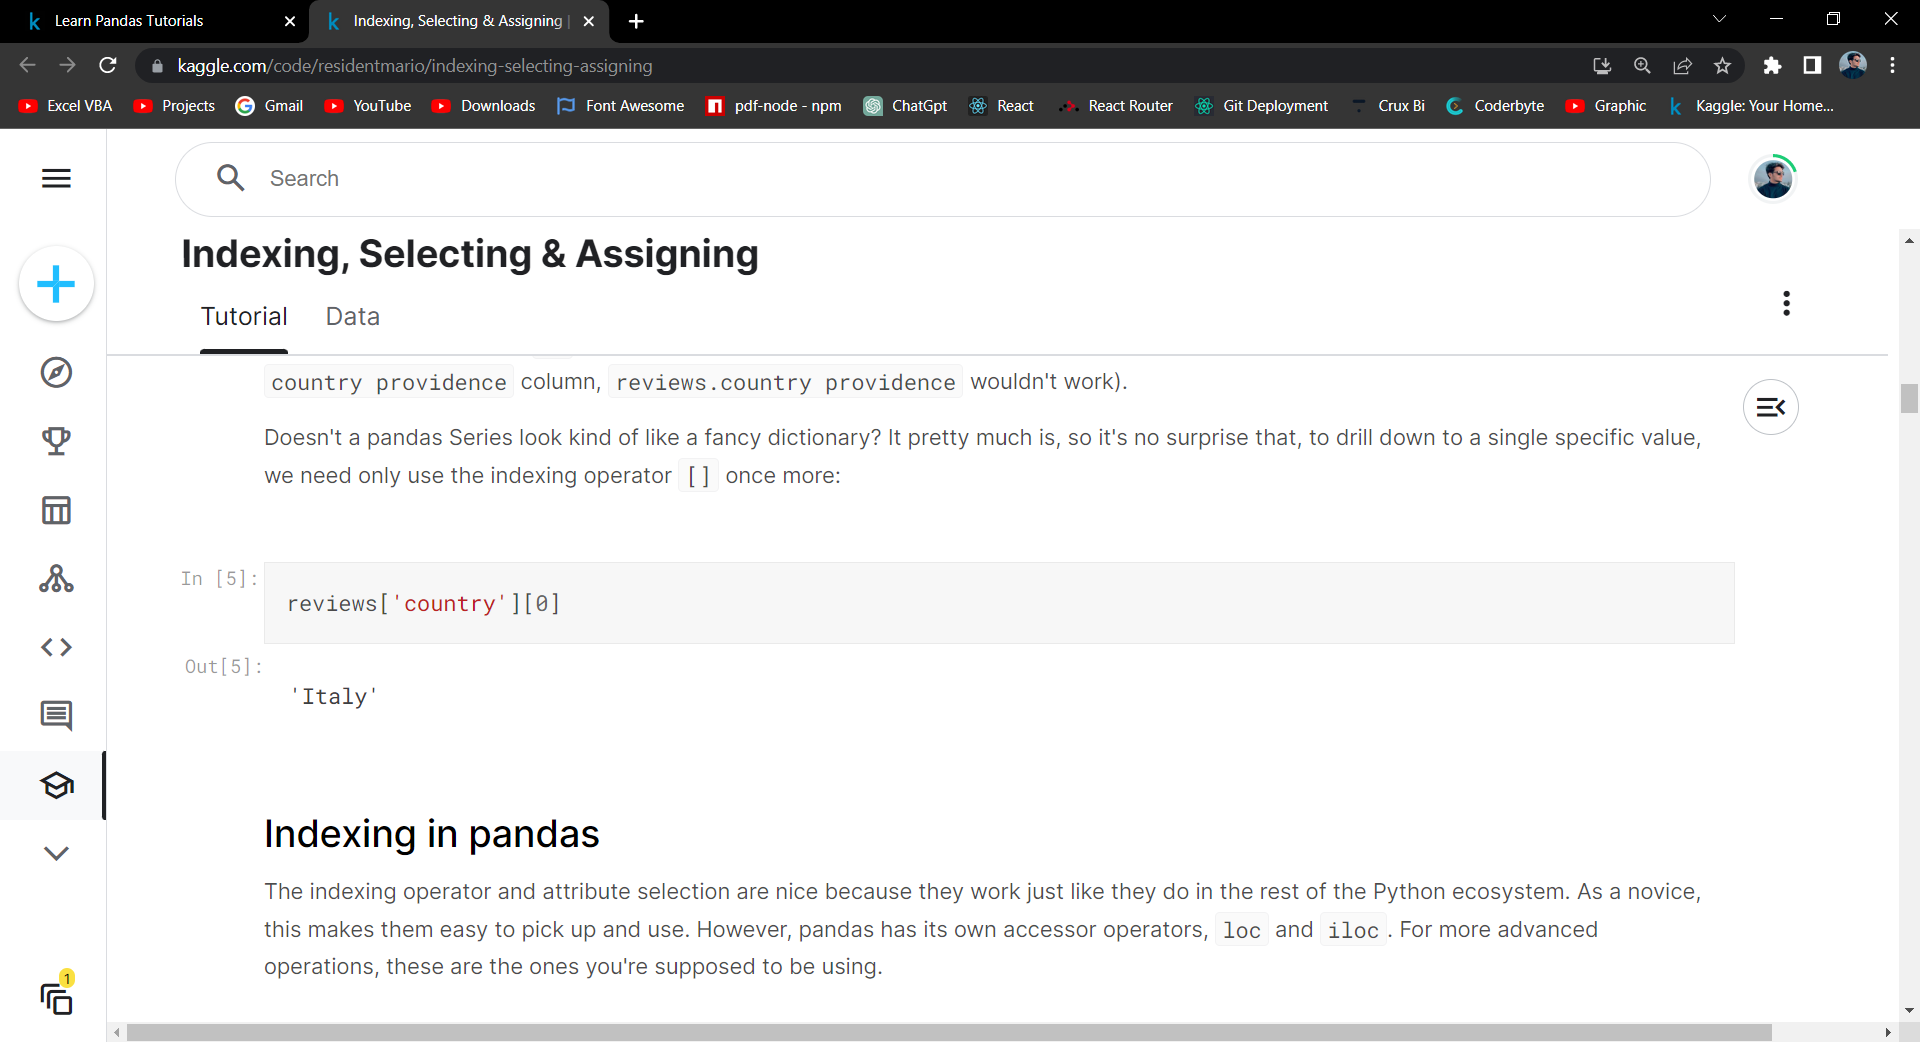 Learn Pandas Tutorials
Indexing, Selecting & Assigning |
kaggle.com/code/residentmario/indexing-selecting-assigning
Excel VBA Projects Gmail YouTube Downloads Font Awesome pdf-node - npm ChatGpt React React Router Git Deployment Crux Bi Coderbyte Graphic Kaggle: Your Home...
Search
Indexing, Selecting & Assigning
Tutorial Data
country providence column, reviews.country providence wouldn't work).
Doesn't a pandas Series look kind of like a fancy dictionary? It pretty much is, so it's no surprise that, to drill down to a single specific value,
we need only use the indexing operator [] once more:
In [5]:
reviews['country'][0]
Out[5]:
'Italy'
Indexing in pandas
The indexing operator and attribute selection are nice because they work just like they do in the rest of the Python ecosystem. As a novice,
this makes them easy to pick up and use. However, pandas has its own accessor operators, loc and iloc. For more advanced
operations, these are the ones you're supposed to be using.
1